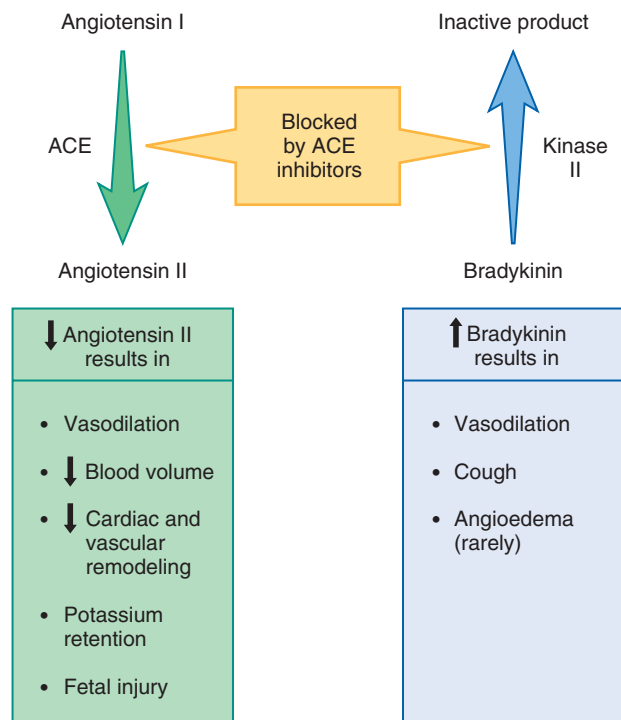 Angiotensin I
Inactive product
ACE
Blocked
by ACE
inhibitors
Kinase
II
Angiotensin II
Bradykinin
Angiotensin II
results in
• Vasodilation
• Blood volume
• Cardiac and
vascular
remodeling
• Potassium
retention
• Fetal injury
Bradykinin
results in
• Vasodilation
• Cough
• Angioedema
(rarely)